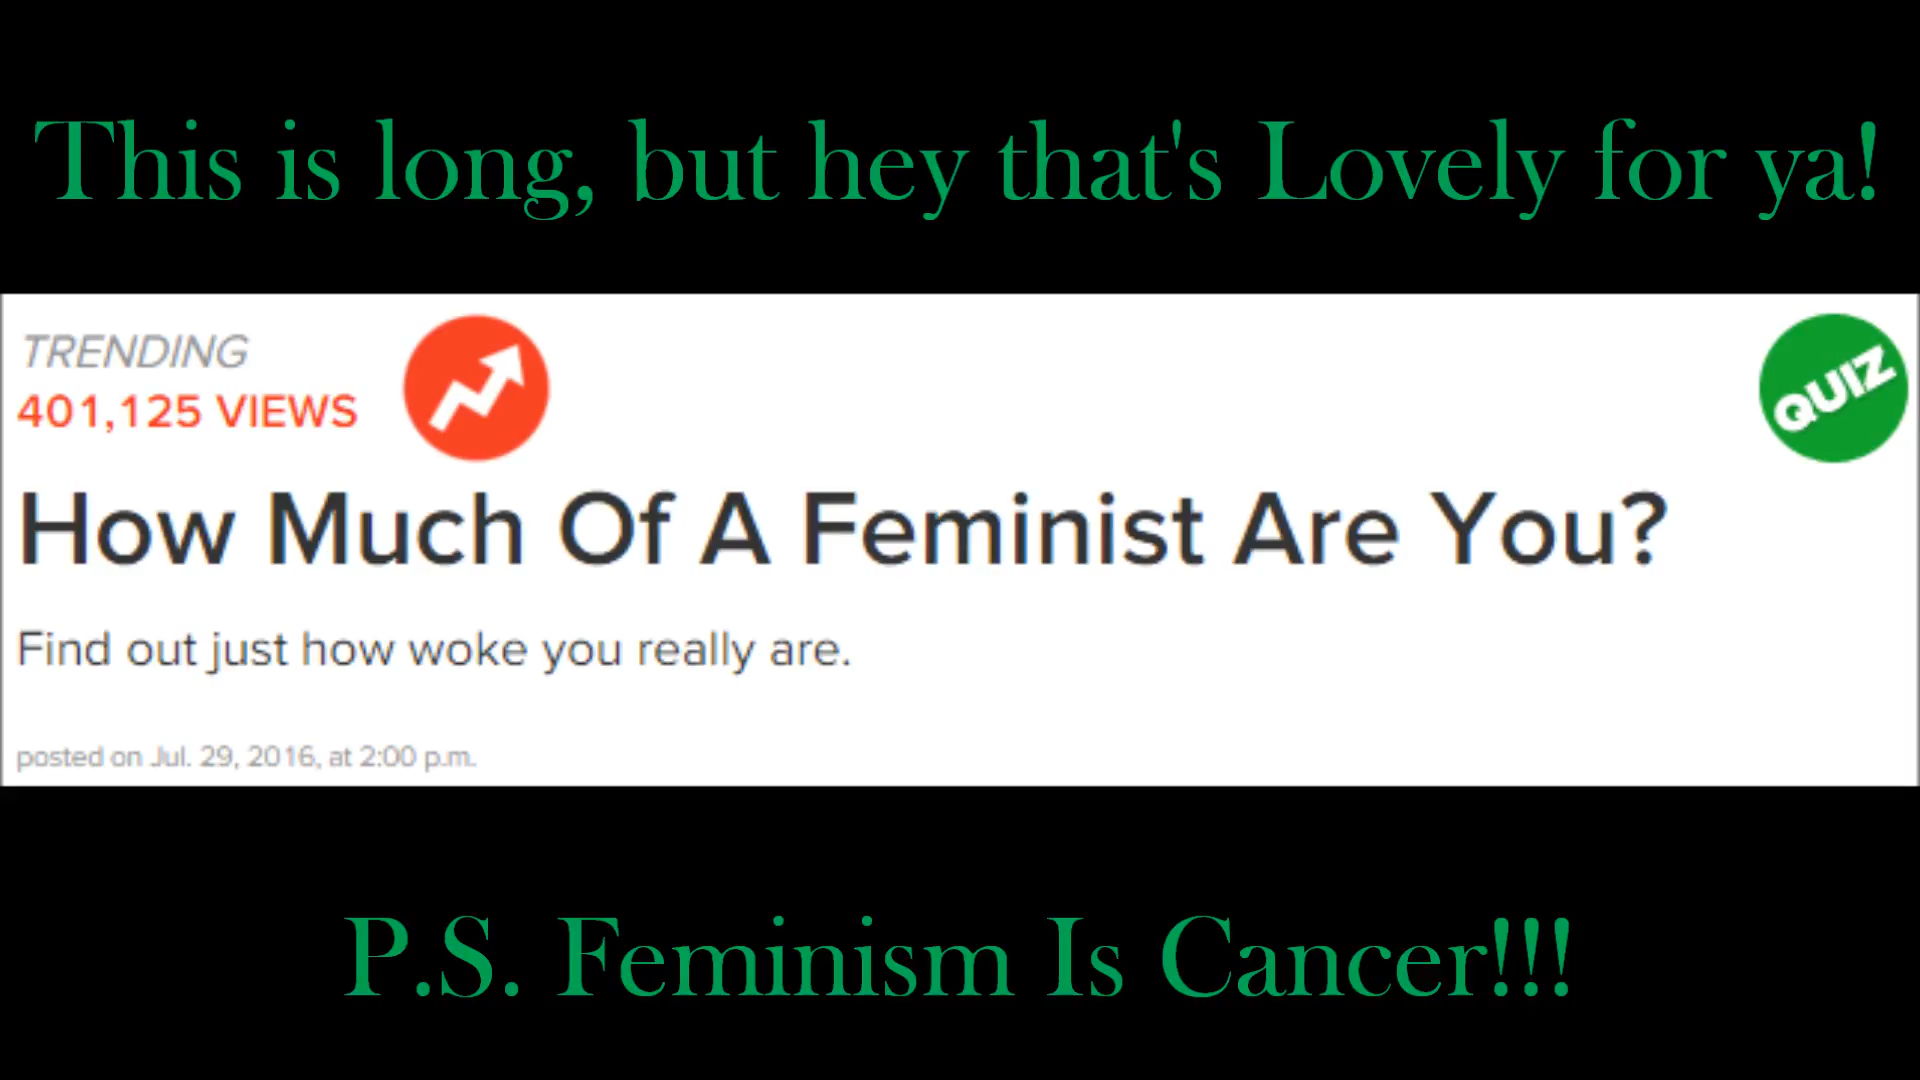 This is long, but hey that's Lovely for ya!
TRENDING
401,125 VIEWS
QUIZ
How Much Of A Feminist Are You?
Find out just how woke you really are.
posted on Jul. 29, 2016, at 2:00 p.m.
P.S. Feminism Is Cancer!!!